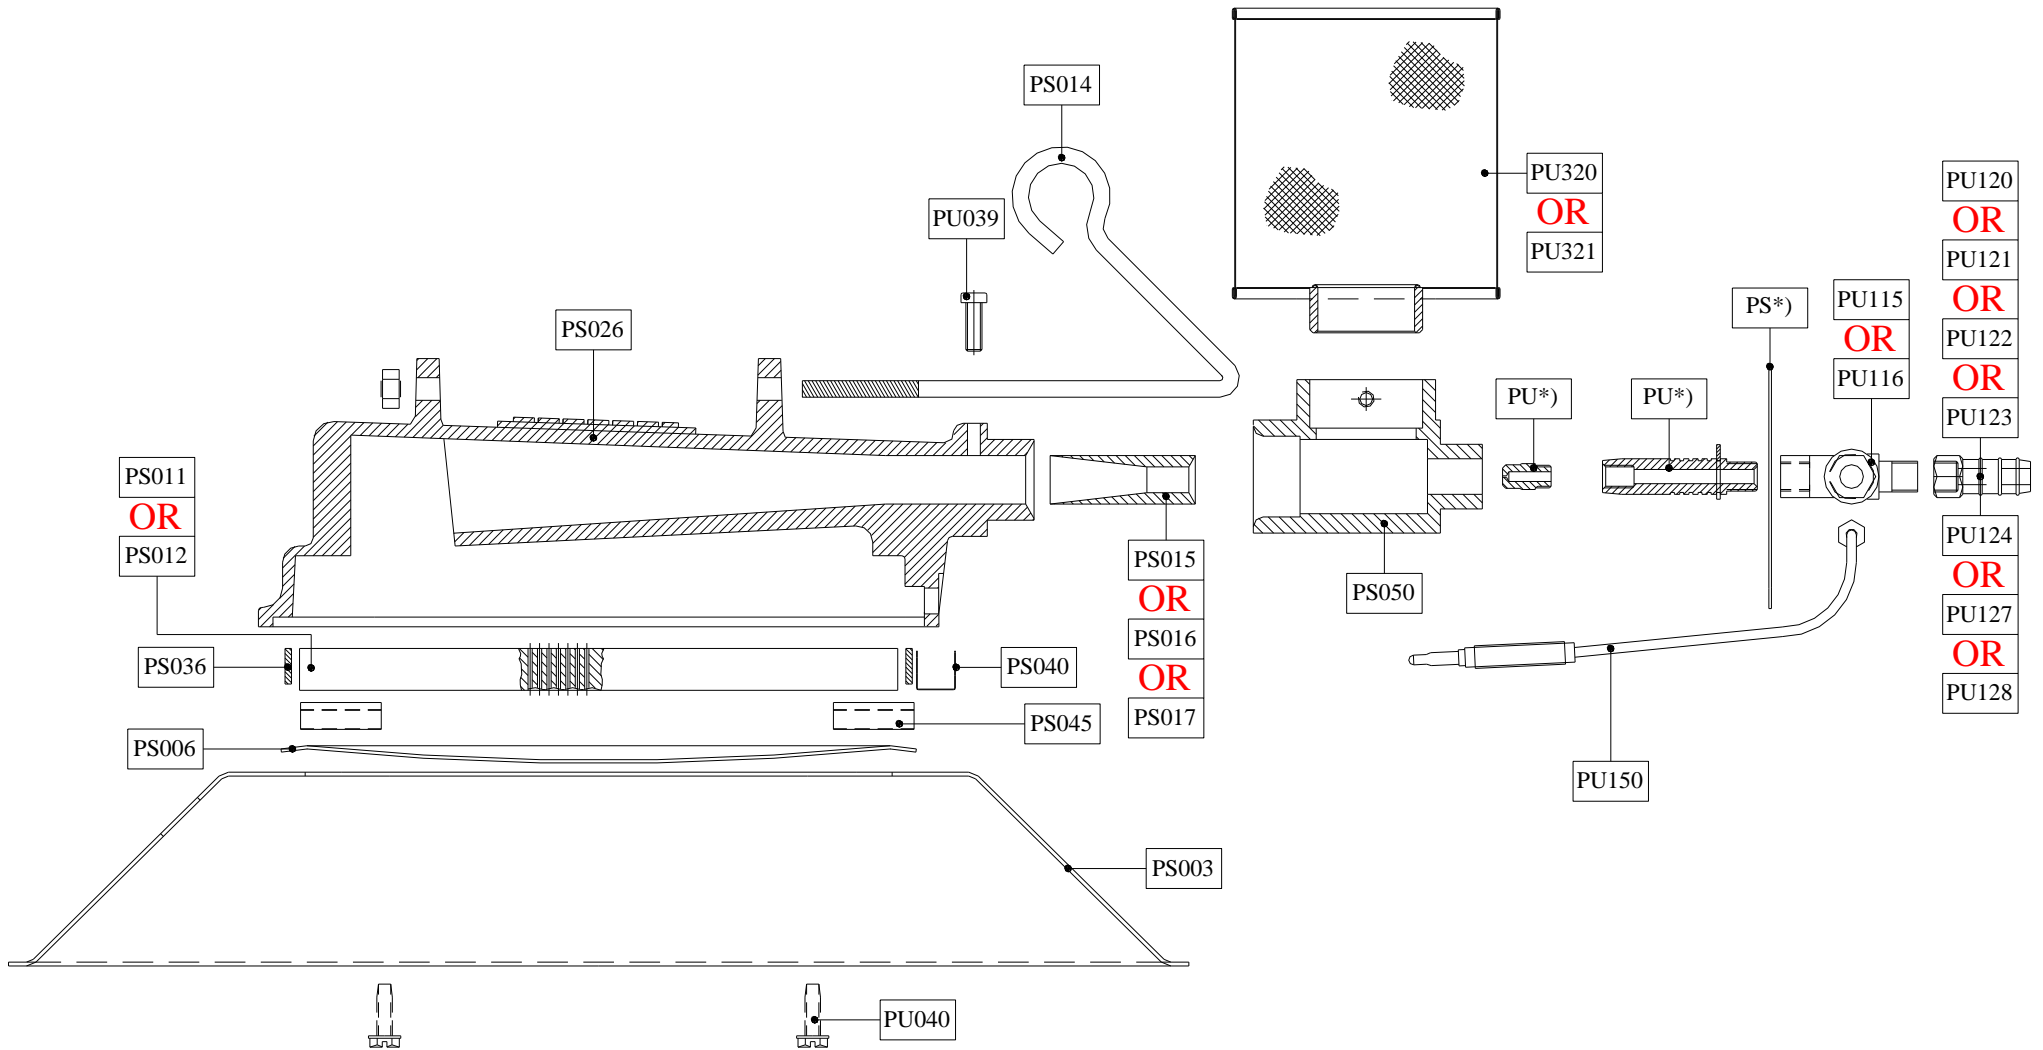 PS014
PU039
PS026
PU320
OR
PU321
PU120
OR
PU121
OR
PU122
OR
PU123
PS*)
PU115
OR
PU116
PU*)
PU*)
PS011
OR
PS012
PS015
OR
PS016
OR
PS017
PS050
PU124
OR
PU127
OR
PU128
PS036
PS040
PS045
PS006
PU150
PS003
PU040